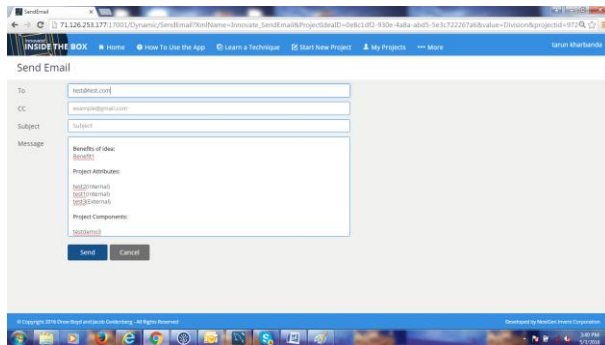 SendEmail
71.126.253.177:17001/Dynamic/SendEmail?XmlName=Innovate_SendEmail&ProjectIdeaID=
INSIDE THE BOX Home How To Use the App Learn a Technique Start New Project My Projects More tarun kharbanda
Send Email
To test@test.com
CC example@gmail.com
Subject Subject
Message
Benefits of Idea:
Benefit1
Project Attributes:
test2(Internal)
test1(Internal)
test3(External)
Project Components:
testdemo3
Send Cancel
© Copyright 2016 Drew Boyd and Jacob Goldenberg - All Rights Reserved Developed by NextGen Invent Corporation
5:40 PM